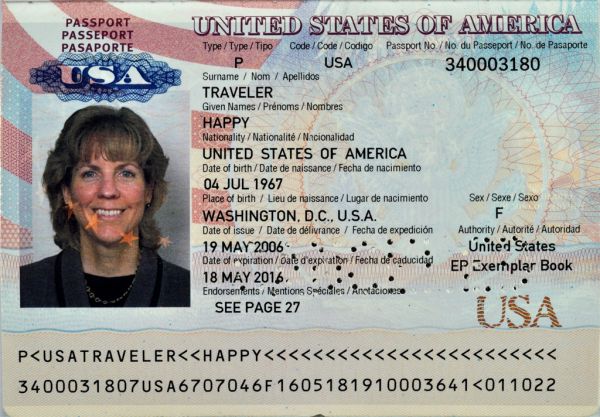 PASSPORT
PASSEPORT
PASAPORTE
USA
UNITED STATES OF AMERICA
Type / Type / Tipo Code / Code / Codigo Passport No. / No. du Passeport / No. de Pasaporte
P USA 340003180
Surname / Nom / Apellidos
TRAVELER
Given Names / Prénoms / Nombres
HAPPY
Nationality / Nationalité / Nacionalidad
UNITED STATES OF AMERICA
Date of birth / Date de naissance / Fecha de nacimiento
04 JUL 1967
Place of birth / Lieu de naissance / Lugar de nacimiento Sex / Sexe / Sexo
WASHINGTON, D.C., U.S.A. F
Date of issue / Date de délivrance / Fecha de expedición Authority / Autorité / Autoridad
19 MAY 2006 United States
Date of expiration / Date d'expiration / Fecha de caducidad
18 MAY 2016 EP Exemplar Book
Endorsements / Mentions Spéciales / Anotaciones
SEE PAGE 27
USA
P<USATRAVELER<<HAPPY<<<<<<<<<<<<<<<<<<<<<<<<
3400031807USA6707046F1605181910003641<011022